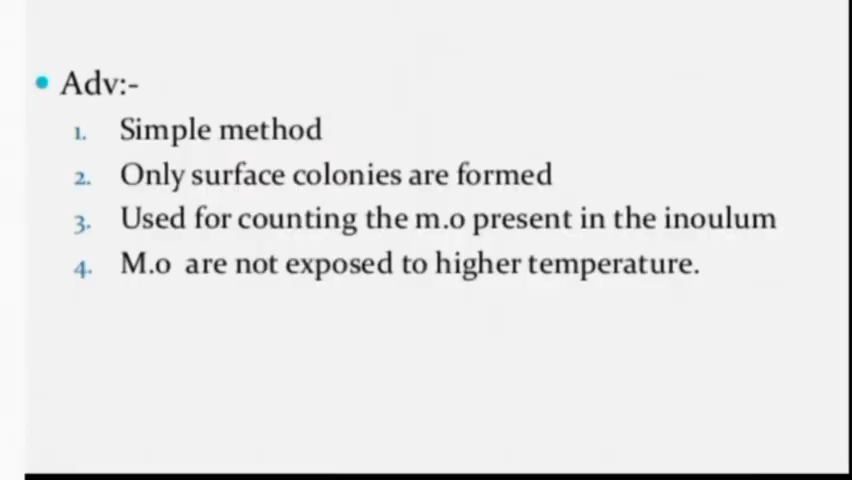 • Adv:-
1. Simple method
2. Only surface colonies are formed
3. Used for counting the m.o present in the inoulum
4. M.o are not exposed to higher temperature.